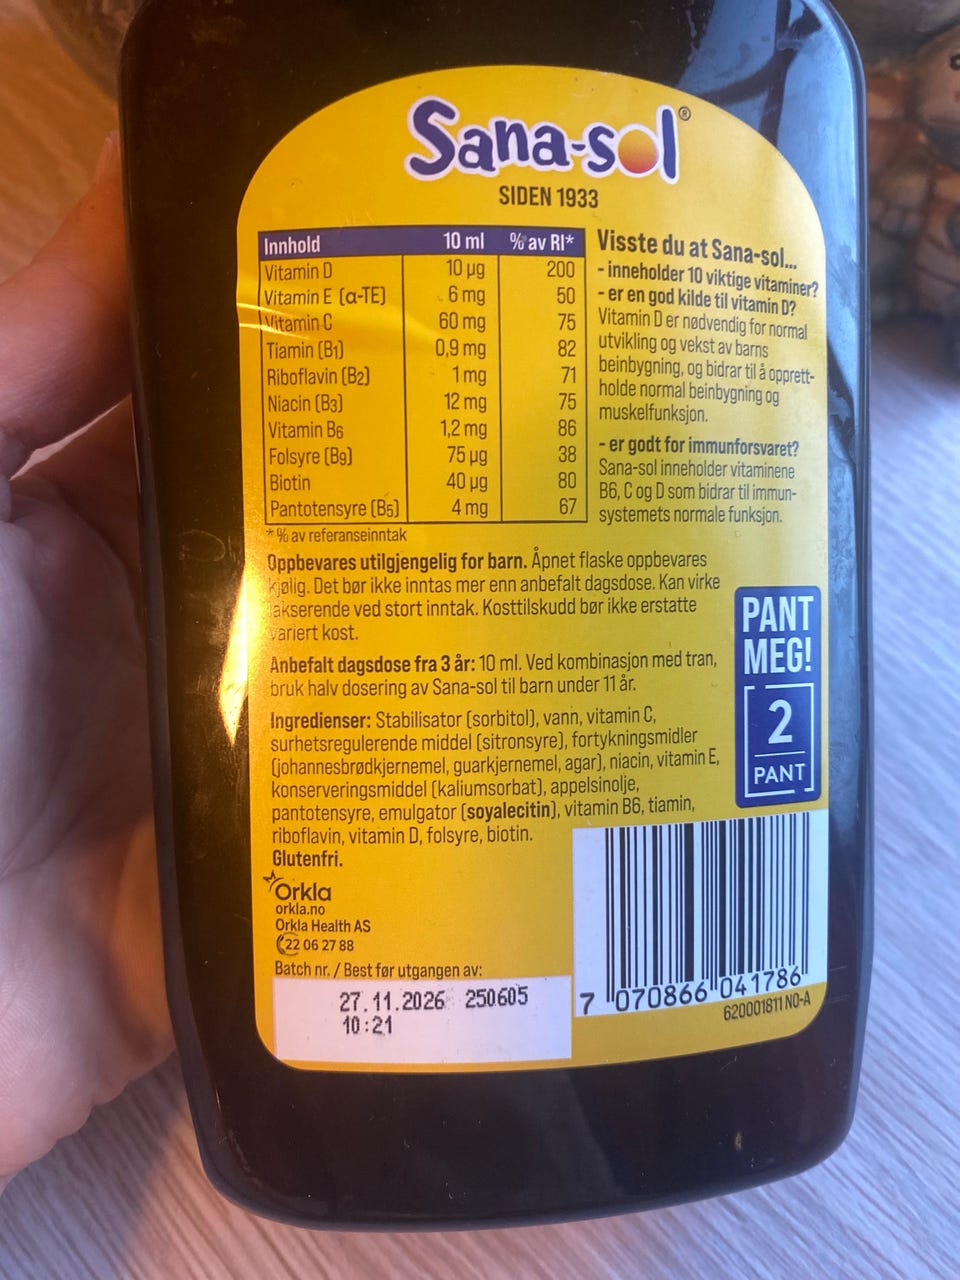 Sana-sol®
SIDEN 1933
Innhold 10 ml % av RI*
Vitamin D 10 µg 200
Vitamin E (α-TE) 6 mg 50
Vitamin C 60 mg 75
Tiamin (B1) 0,9 mg 82
Riboflavin (B2) 1 mg 71
Niacin (B3) 12 mg 75
Vitamin B6 1,2 mg 86
Folsyre (B9) 75 µg 38
Biotin 40 µg 80
Pantotensyre (B5) 4 mg 67
* % av referanseinntak
Visste du at Sana-sol...
- inneholder 10 viktige vitaminer?
- er en god kilde til vitamin D?
Vitamin D er nødvendig for normal
utvikling og vekst av barns
beinbygning, og bidrar til å opprett-
holde normal beinbygning og
muskelfunksjon.
- er godt for immunforsvaret?
Sana-sol inneholder vitaminene
B6, C og D som bidrar til immun-
systemets normale funksjon.
Oppbevares utilgjengelig for barn. Åpnet flaske oppbevares
kjølig. Det bør ikke inntas mer enn anbefalt dagsdose. Kan virke
lakserende ved stort inntak. Kosttilskudd bør ikke erstatte
variert kost.
Anbefalt dagsdose fra 3 år: 10 ml. Ved kombinasjon med tran,
bruk halv dosering av Sana-sol til barn under 11 år.
Ingredienser: Stabilisator (sorbitol), vann, vitamin C,
surhetsregulerende middel (sitronsyre), fortykningsmidler
(johannesbrødkjernemel, guarkjernemel, agar), niacin, vitamin E,
konserveringsmiddel (kaliumsorbat), appelsinolje,
pantotensyre, emulgator (soyalecitin), vitamin B6, tiamin,
riboflavin, vitamin D, folsyre, biotin.
Glutenfri.
PANT
MEG!
2
PANT
Orkla
orkla.no
Orkla Health AS
22 06 27 88
Batch nr. / Best før utgangen av:
27.11.2026 250605
10:21
7 070866 041786
620001811 NO-A